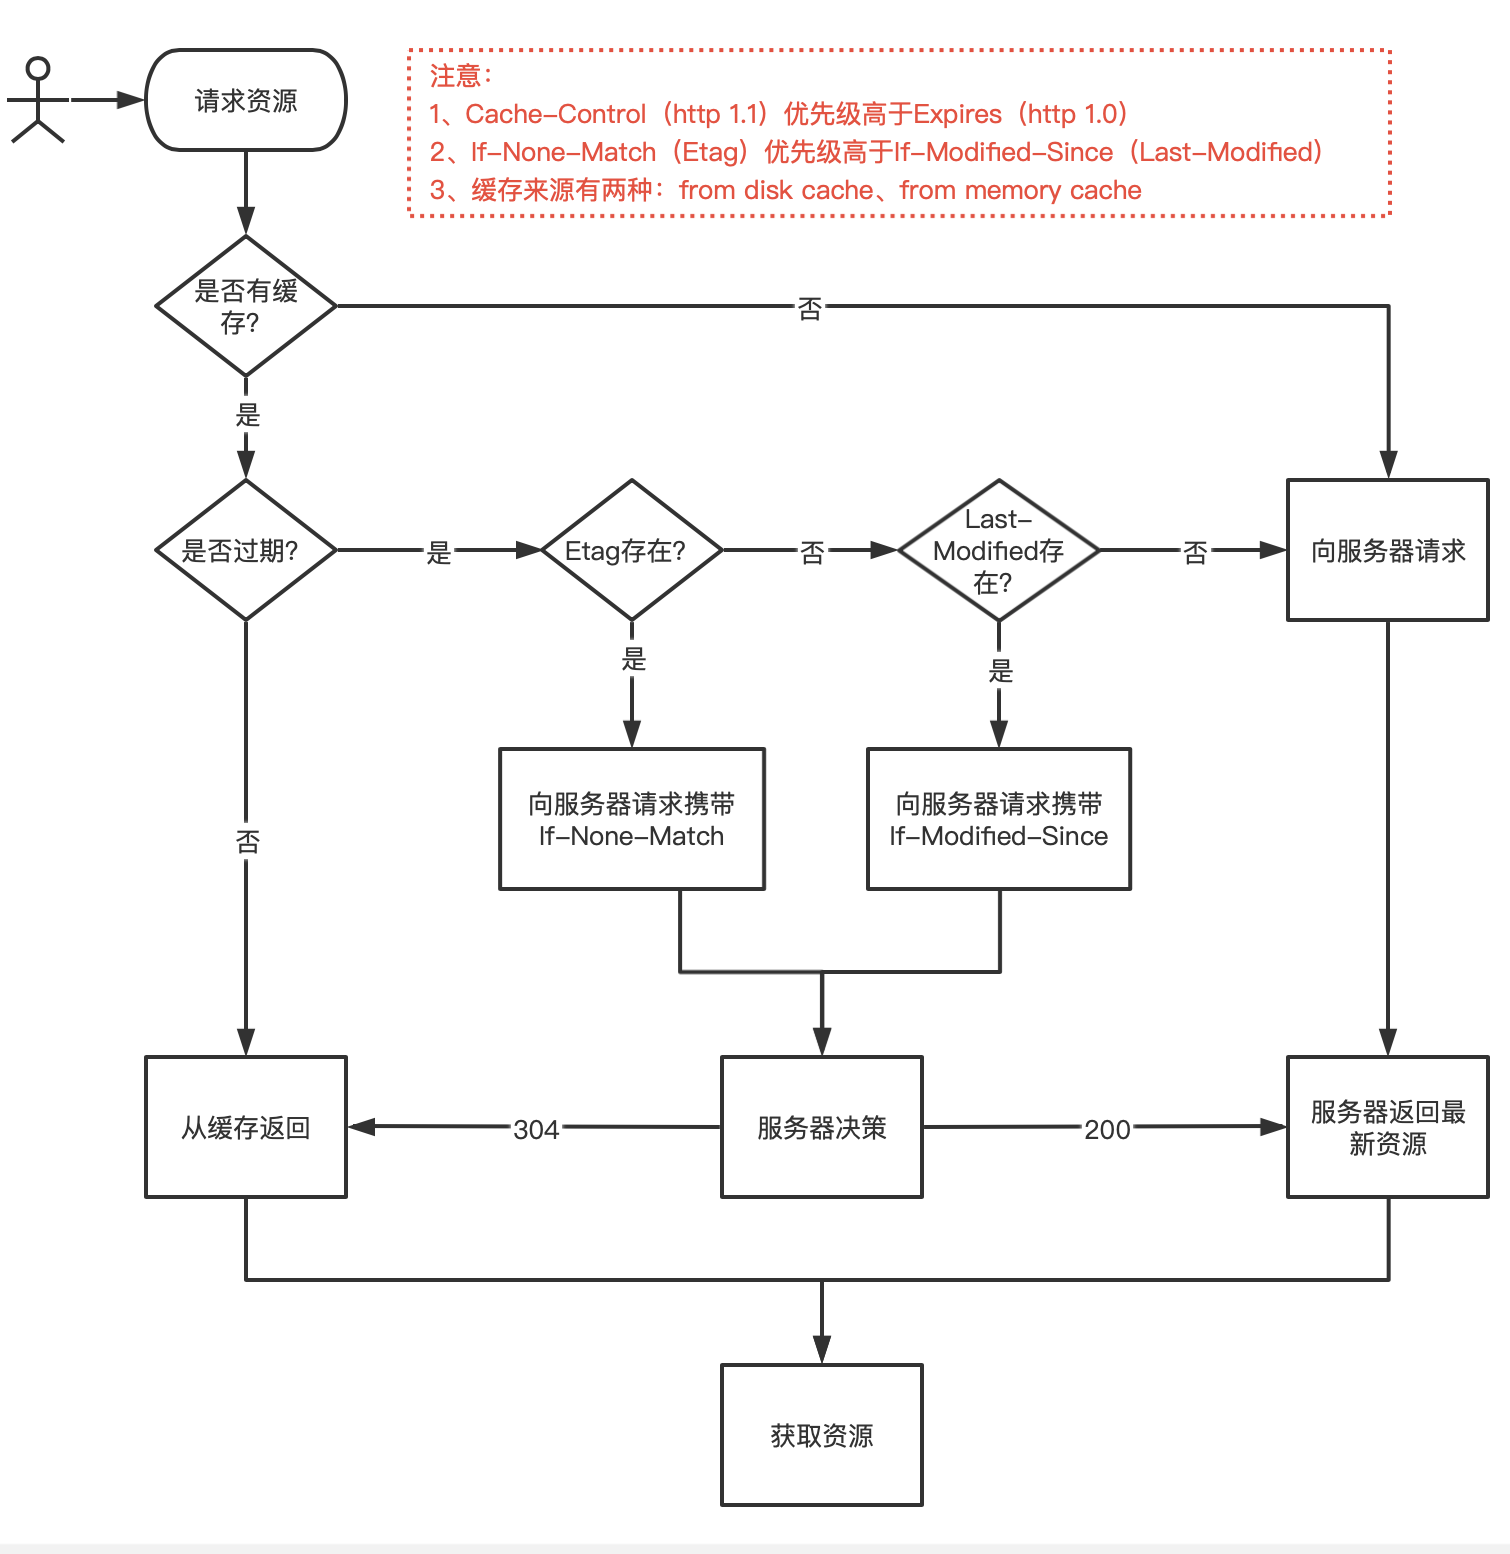 请求资源
注意：
1、Cache-Control（http 1.1）优先级高于Expires（http 1.0）
2、If-None-Match（Etag）优先级高于If-Modified-Since（Last-Modified）
3、缓存来源有两种：from disk cache、from memory cache
是否有缓
存?
否
是
是否过期?
是
Etag存在?
否
Last-
Modified存
在?
否
向服务器请求
是
是
向服务器请求携带
If-None-Match
向服务器请求携带
If-Modified-Since
否
从缓存返回
304
服务器决策
200
服务器返回最
新资源
获取资源